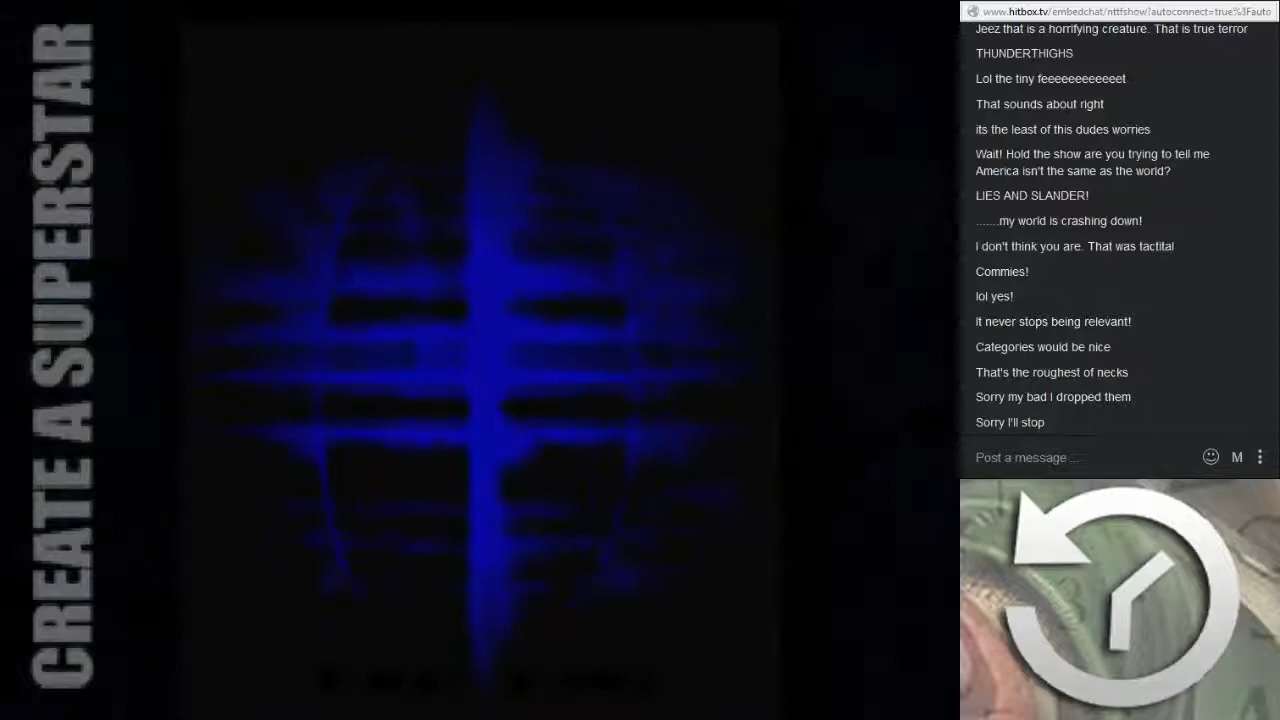 CREATE A SUPERSTAR
www.hitbox.tv/embedchat/nttfshow?autoconnect=true%3Fauto
Jeez that is a horrifying creature. That is true terror
THUNDERTHIGHS
Lol the tiny feeeeeeeeeeeet
That sounds about right
its the least of this dudes worries
Wait! Hold the show are you trying to tell me
America isn't the same as the world?
LIES AND SLANDER!
.......my world is crashing down!
I don't think you are. That was tactital
Commies!
lol yes!
It never stops being relevant!
Categories would be nice
That's the roughest of necks
Sorry my bad I dropped them
Sorry I'll stop
Post a message ...
M